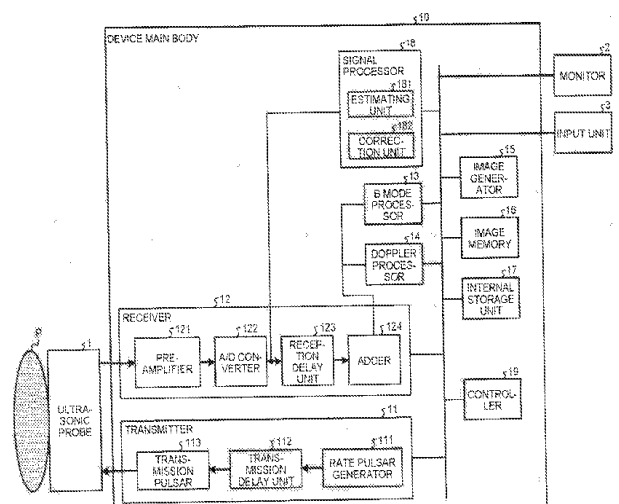 10
DEVICE MAIN BODY
18
SIGNAL
PROCESSOR
181
ESTIMATING
UNIT
182
CORREC-
TION UNIT
2
MONITOR
3
INPUT UNIT
15
IMAGE
GENER-
ATOR
13
B MODE
PROCES-
SOR
16
IMAGE
MEMORY
14
DOPPLER
PROCES-
SOR
17
INTERNAL
STORAGE
UNIT
12
RECEIVER
121
PRE-
AMPLIFIER
122
A/D CON-
VERTER
123
RECEP-
TION DELAY
UNIT
124
ADDER
19
CONTROL-
LER
1
ULTRA-
SONIC
PROBE
11
TRANSMITTER
113
TRANS-
MISSION
PULSAR
112
TRANS-
MISSION
DELAY UNIT
111
RATE PULSAR
GENERATOR